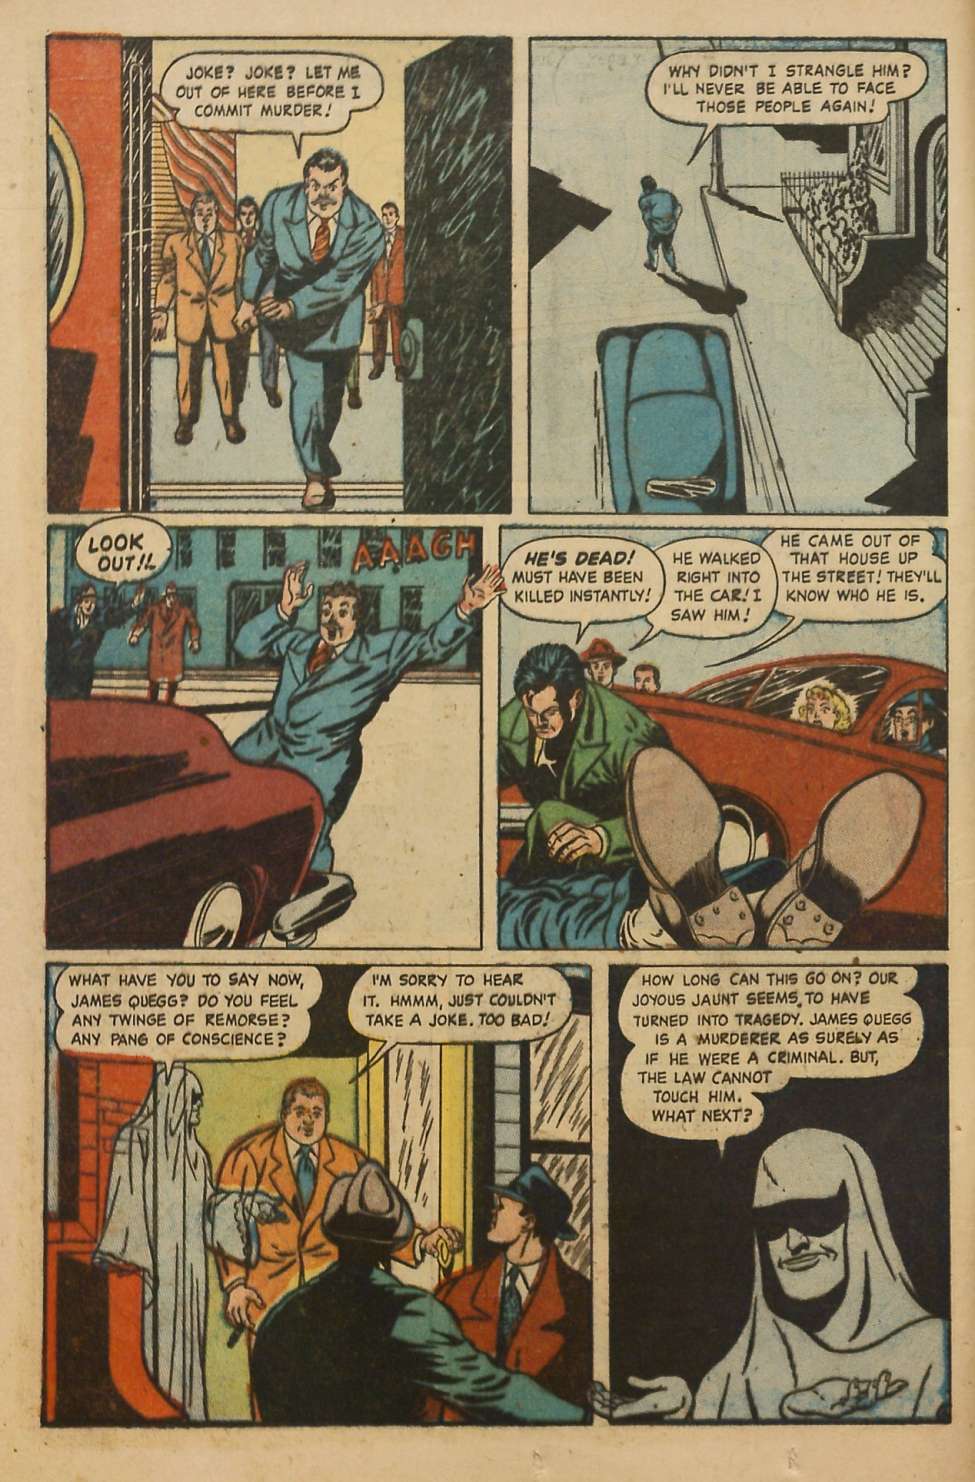 JOKE? JOKE? LET ME
OUT OF HERE BEFORE I
COMMIT MURDER!
WHY DIDN'T I STRANGLE HIM?
I'LL NEVER BE ABLE TO FACE
THOSE PEOPLE AGAIN!
LOOK
OUT!!
AAAGH
HE'S DEAD!
MUST HAVE BEEN
KILLED INSTANTLY!
HE WALKED
RIGHT INTO
THE CAR! I
SAW HIM!
HE CAME OUT OF
THAT HOUSE UP
THE STREET! THEY'LL
KNOW WHO HE IS.
WHAT HAVE YOU TO SAY NOW,
JAMES QUEGG? DO YOU FEEL
ANY TWINGE OF REMORSE?
ANY PANG OF CONSCIENCE?
I'M SORRY TO HEAR
IT. HMMM, JUST COULDN'T
TAKE A JOKE. TOO BAD!
HOW LONG CAN THIS GO ON? OUR
JOYOUS JAUNT SEEMS TO HAVE
TURNED INTO TRAGEDY. JAMES QUEGG
IS A MURDERER AS SURELY AS
IF HE WERE A CRIMINAL. BUT,
THE LAW CANNOT
TOUCH HIM.
WHAT NEXT?